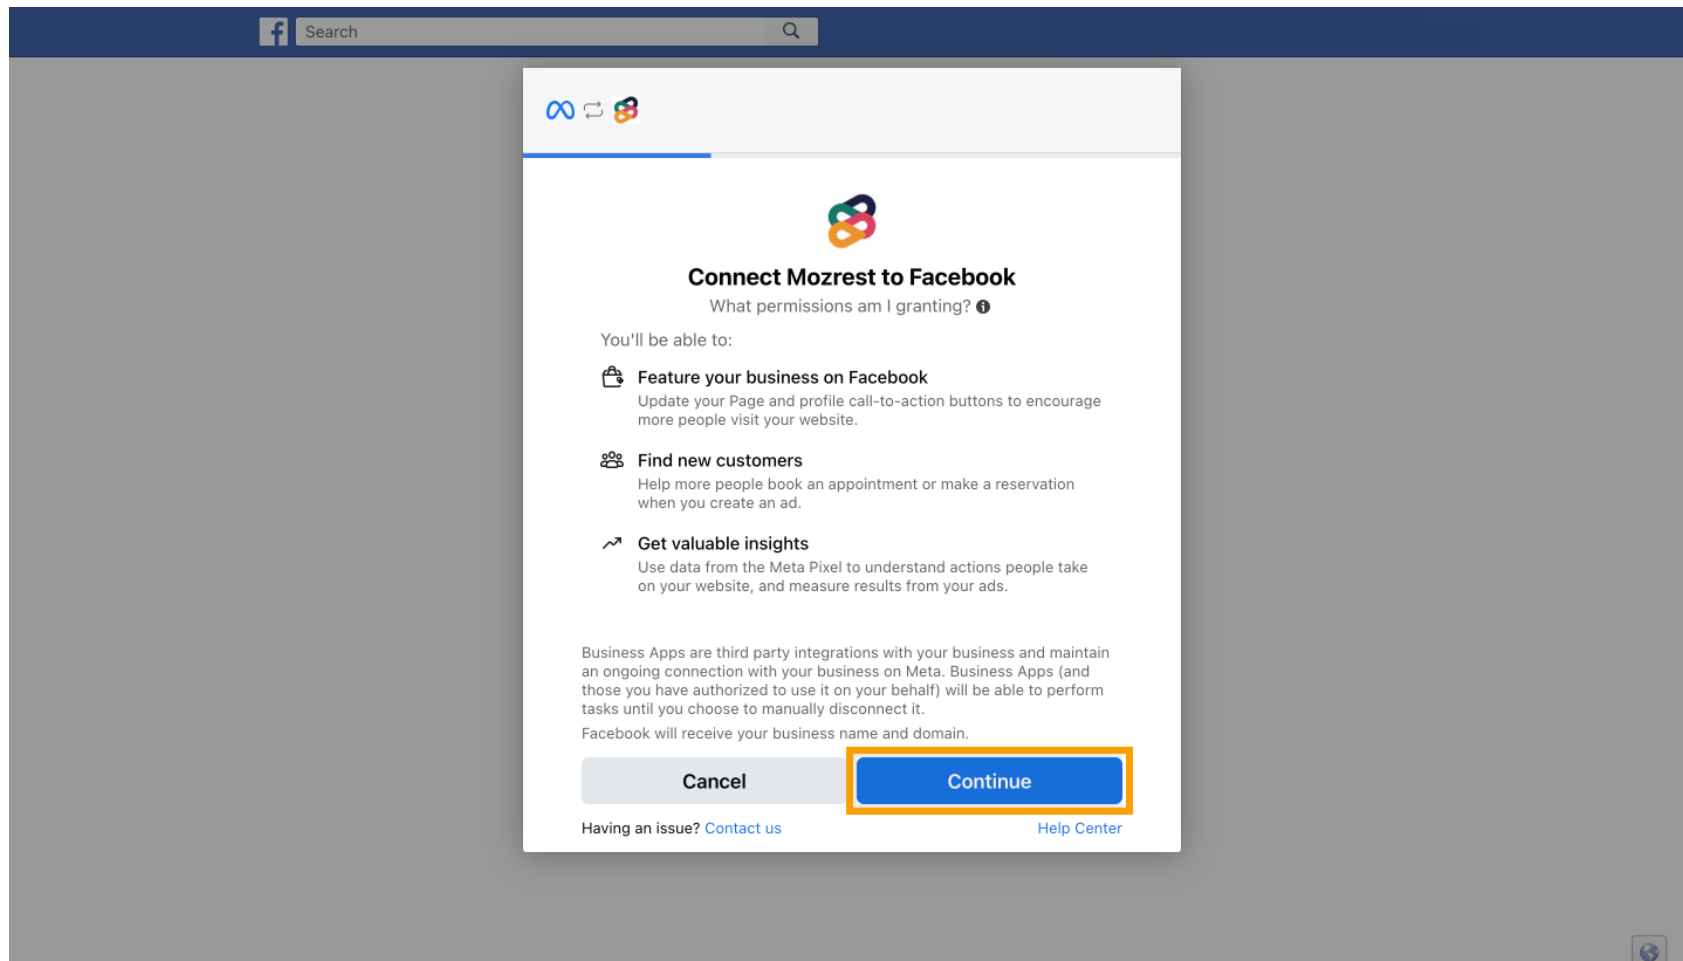 Search
Connect Mozrest to Facebook
What permissions am I granting?
You'll be able to:
Feature your business on Facebook
Update your Page and profile call-to-action buttons to encourage
more people visit your website.
Find new customers
Help more people book an appointment or make a reservation
when you create an ad.
Get valuable insights
Use data from the Meta Pixel to understand actions people take
on your website, and measure results from your ads.
Business Apps are third party integrations with your business and maintain
an ongoing connection with your business on Meta. Business Apps (and
those you have authorized to use it on your behalf) will be able to perform
tasks until you choose to manually disconnect it.
Facebook will receive your business name and domain.
Cancel Continue
Having an issue? Contact us Help Center